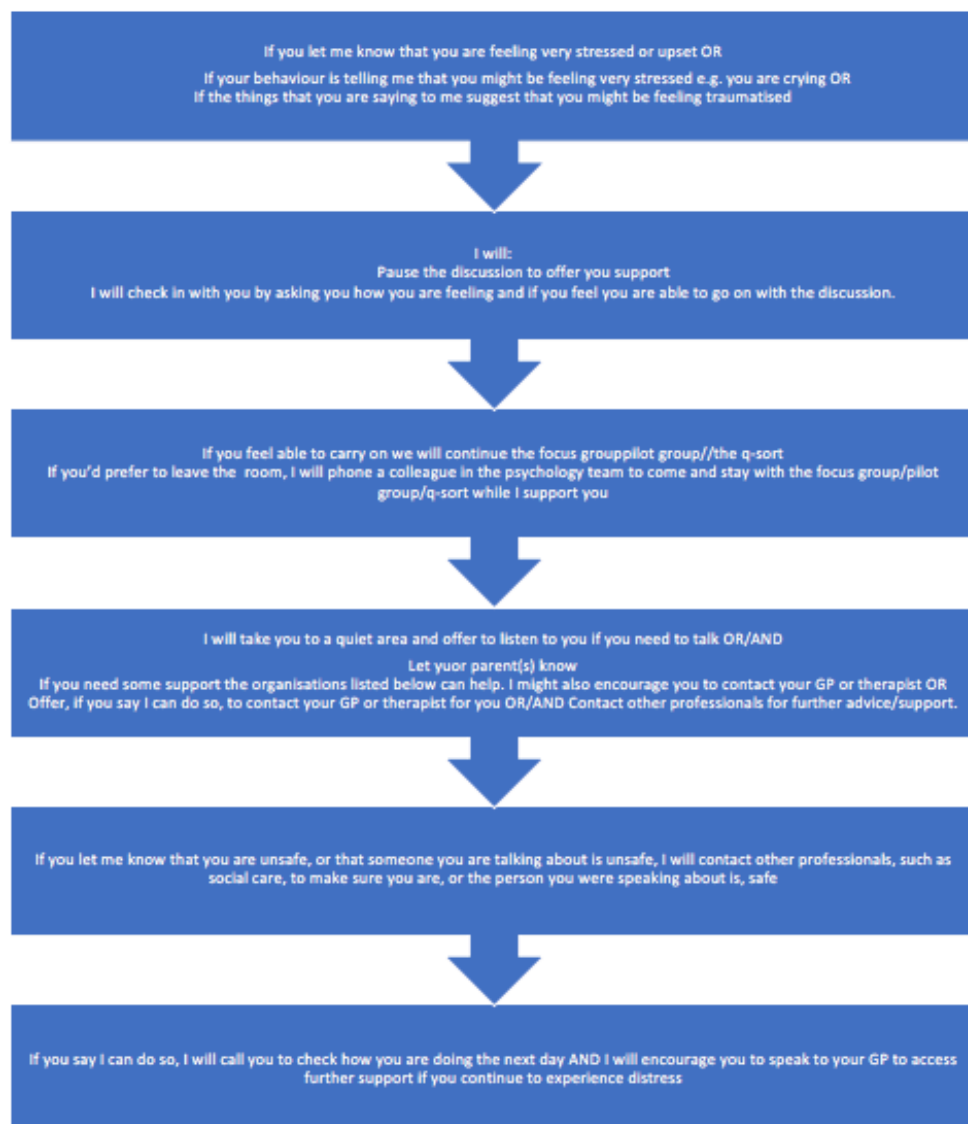 If you let me know that you are feeling very stressed or upset OR
If your behaviour is telling me that you might be feeling very stressed e.g. you are crying OR
If the things that you are saying to me suggest that you might be feeling traumatised
I will:
Pause the discussion to offer you support
I will check in with you by asking you how you are feeling and if you feel you are able to go on with the discussion.
If you feel able to carry on we will continue the focus grouppilot group//the q-sort
If you'd prefer to leave the room, I will phone a colleague in the psychology team to come and stay with the focus group/pilot
group/q-sort while I support you
I will take you to a quiet area and offer to listen to you if you need to talk OR/AND
Let yuor parent(s) know
If you need some support the organisations listed below can help. I might also encourage you to contact your GP or therapist OR
Offer, if you say I can do so, to contact your GP or therapist for you OR/AND Contact other professionals for further advice/support.
If you let me know that you are unsafe, or that someone you are talking about is unsafe, I will contact other professionals, such as
social care, to make sure you are, or the person you were speaking about is, safe
If you say I can do so, I will call you to check how you are doing the next day AND I will encourage you to speak to your GP to access
further support if you continue to experience distress